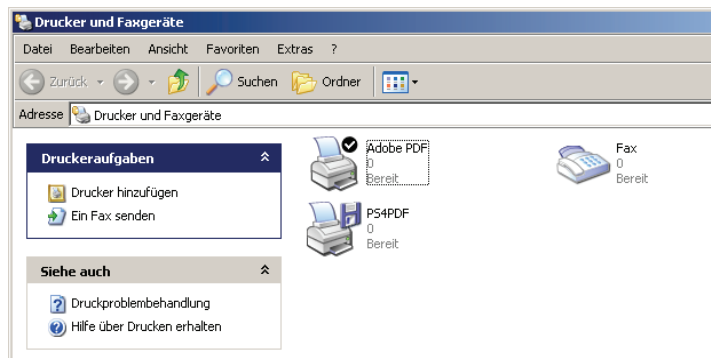 Drucker und Faxgeräte
Datei Bearbeiten Ansicht Favoriten Extras ?
Zurück Suchen Ordner
Adresse Drucker und Faxgeräte
Druckeraufgaben
Drucker hinzufügen
Ein Fax senden
Siehe auch
Druckproblembehandlung
Hilfe über Drucken erhalten
Adobe PDF
0
Bereit
Fax
0
Bereit
PS4PDF
0
Bereit